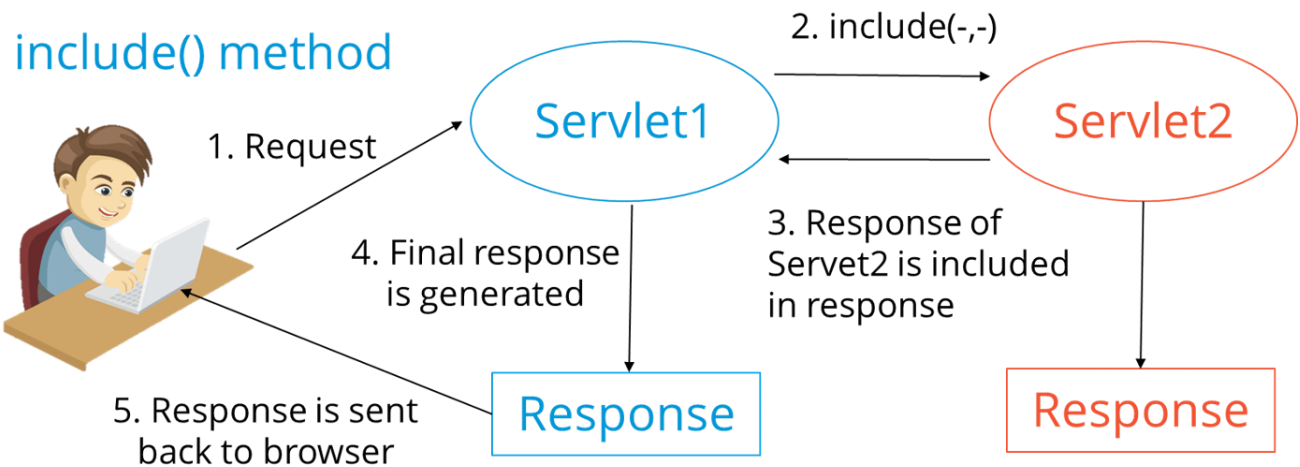 include() method
1. Request
Servlet1
2. include(-,-)
Servlet2
3. Response of
Servet2 is included
in response
4. Final response
is generated
Response
Response
5. Response is sent
back to browser